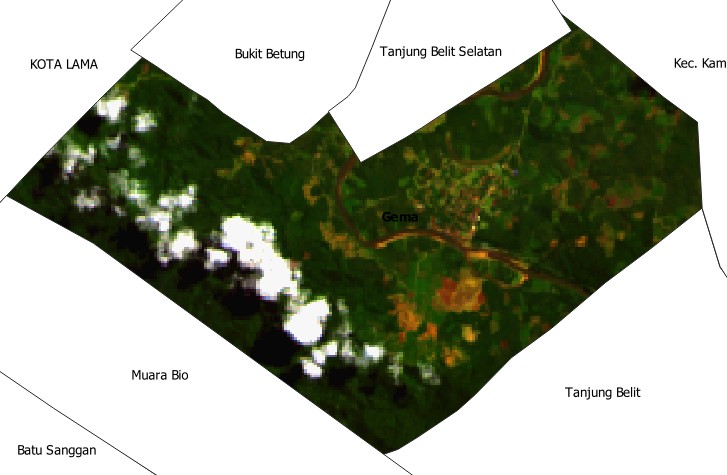 Bukit Betung
Tanjung Belit Selatan
KOTA LAMA
Kec. Kam
Gema
Muara Bio
Tanjung Belit
Batu Sanggan